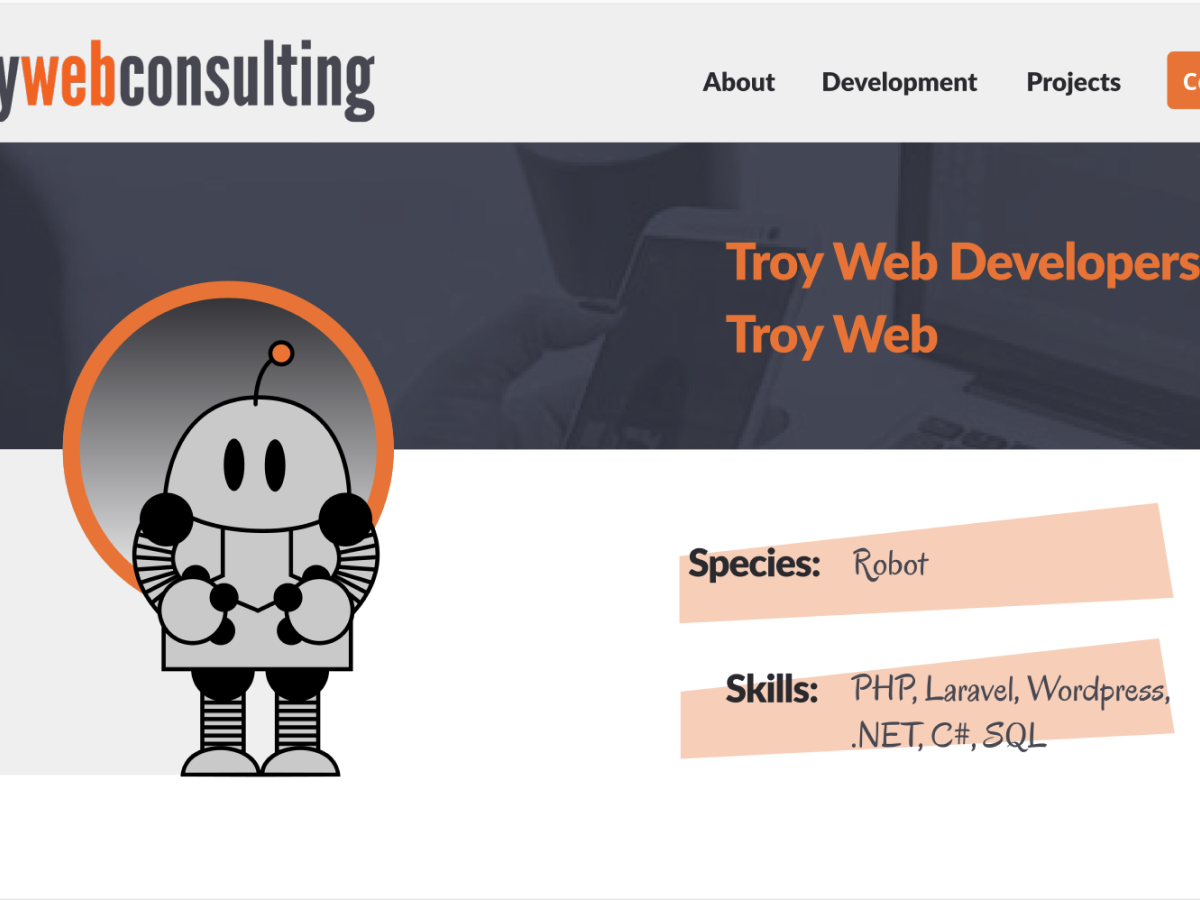 ywebconsulting
About Development Projects
Troy Web Developers
Troy Web
Species: Robot
Skills: PHP, Laravel, Wordpress,
.NET, C#, SQL